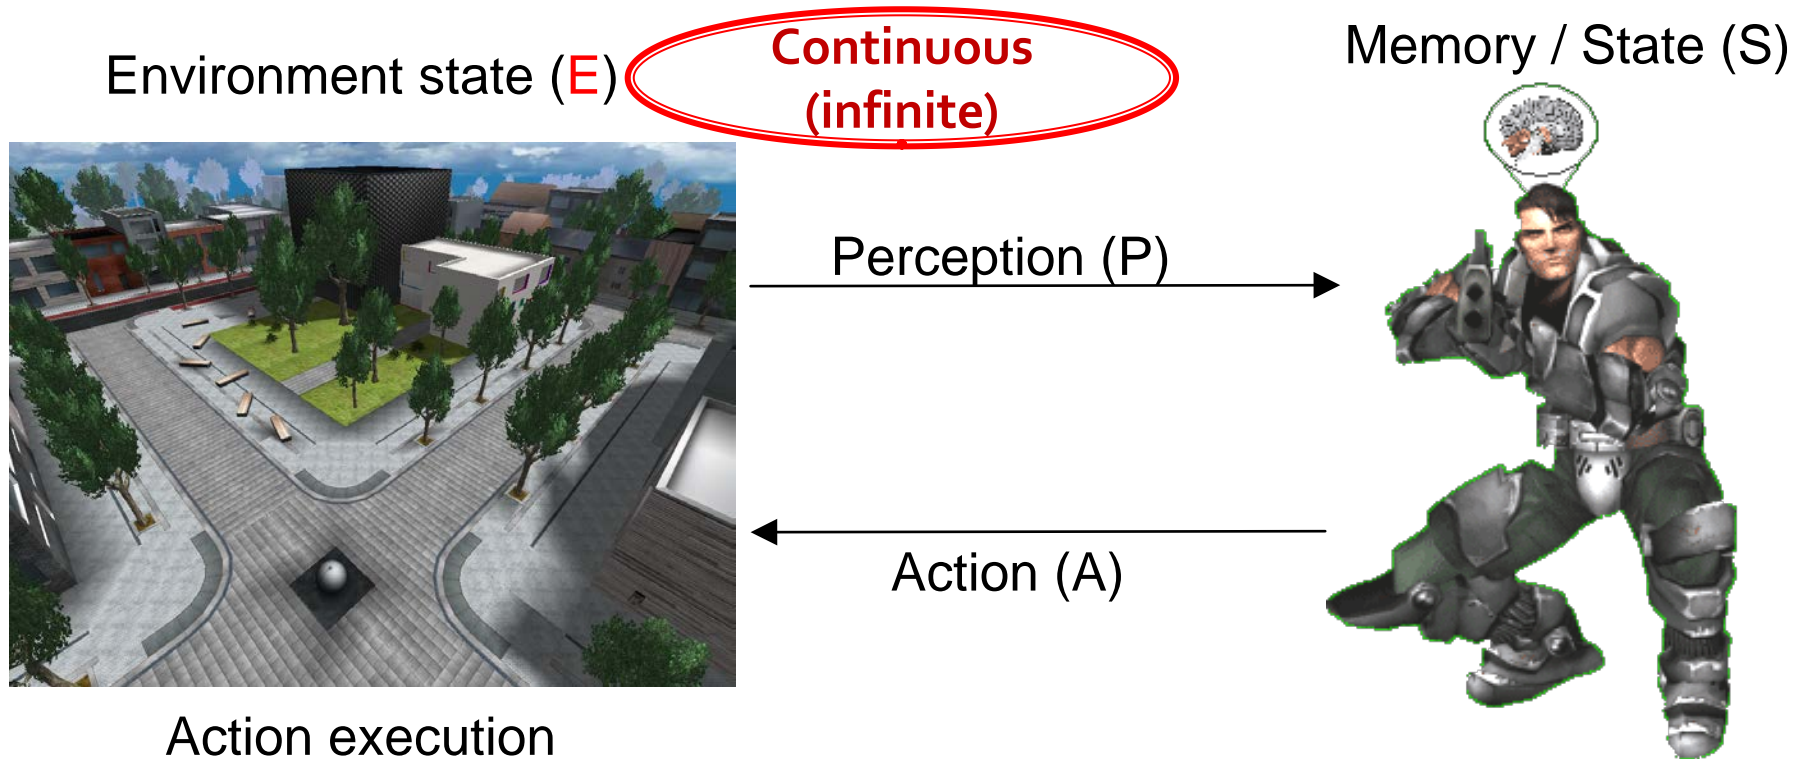 Environment state (E)
Continuous
(infinite)
Memory / State (S)
Perception (P)
Action (A)
Action execution